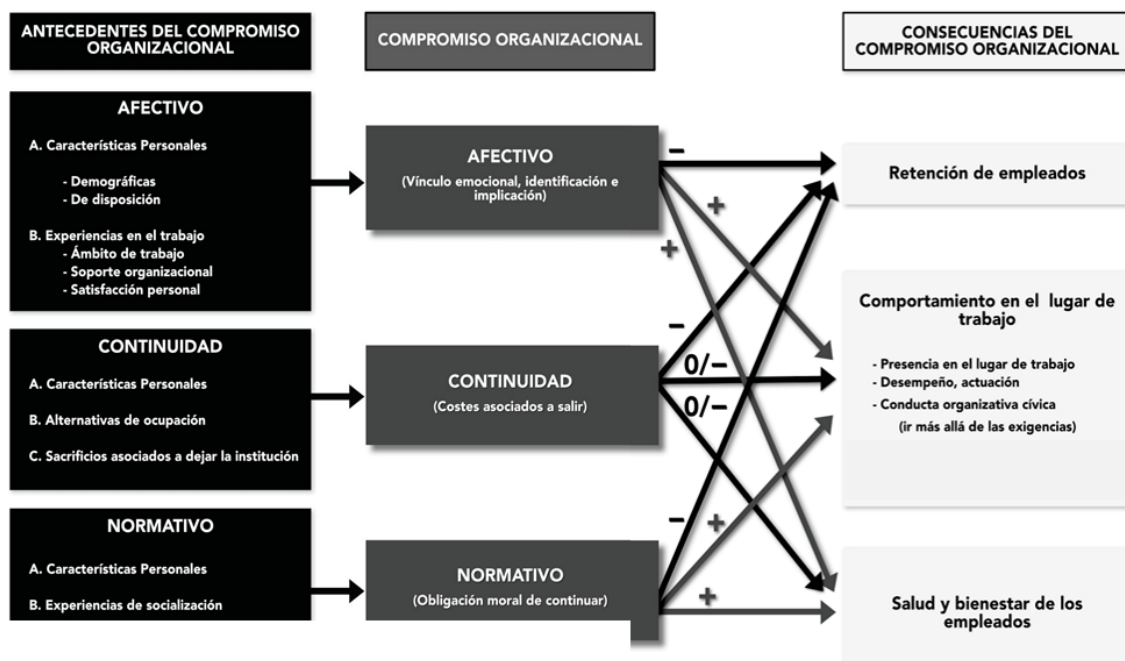 ANTECEDENTES DEL COMPROMISO
ORGANIZACIONAL
AFECTIVO
A. Características Personales
- Demográficas
- De disposición
B. Experiencias en el trabajo
- Ámbito de trabajo
- Soporte organizacional
- Satisfacción personal
CONTINUIDAD
A. Características Personales
B. Alternativas de ocupación
C. Sacrificios asociados a dejar la institución
NORMATIVO
A. Características Personales
B. Experiencias de socialización
COMPROMISO ORGANIZACIONAL
AFECTIVO
(Vínculo emocional, identificación e
implicación)
CONTINUIDAD
(Costes asociados a salir)
NORMATIVO
(Obligación moral de continuar)
–
+
+
–
0/–
0/–
–
+
+
CONSECUENCIAS DEL
COMPROMISO ORGANIZACIONAL
Retención de empleados
Comportamiento en el lugar de
trabajo
- Presencia en el lugar de trabajo
- Desempeño, actuación
- Conducta organizativa cívica
(ir más allá de las exigencias)
Salud y bienestar de los
empleados